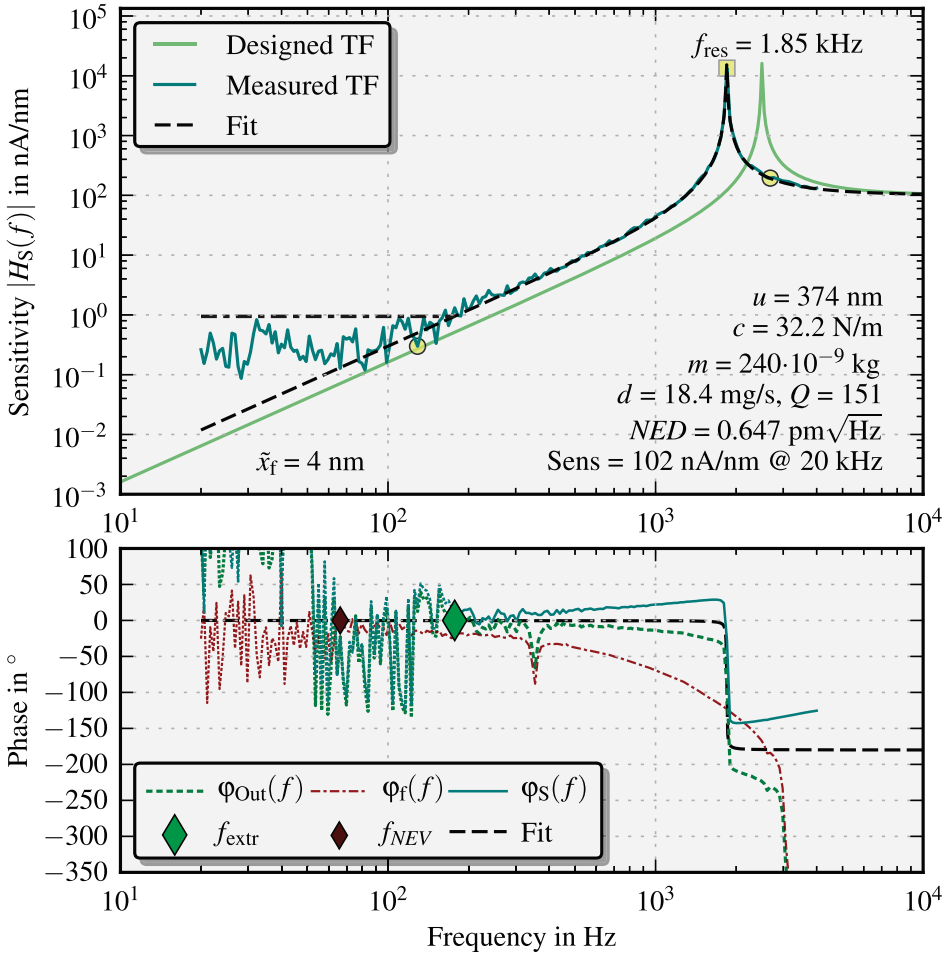 Designed TF
Measured TF
Fit
f_res = 1.85 kHz
10^5
10^4
10^3
10^2
10^1
10^0
10^−1
10^−2
10^−3
Sensitivity |H_S(f)| in nA/nm
u = 374 nm
c = 32.2 N/m
m = 240·10^−9 kg
d = 18.4 mg/s, Q = 151
NED = 0.647 pm√Hz
x̃_f = 4 nm
Sens = 102 nA/nm @ 20 kHz
10^1 10^2 10^3 10^4
100
50
0
−50
−100
−150
−200
−250
−300
−350
Phase in °
φ_Out(f) φ_f(f) φ_S(f)
f_extr f_NEV Fit
10^1 10^2 10^3 10^4
Frequency in Hz